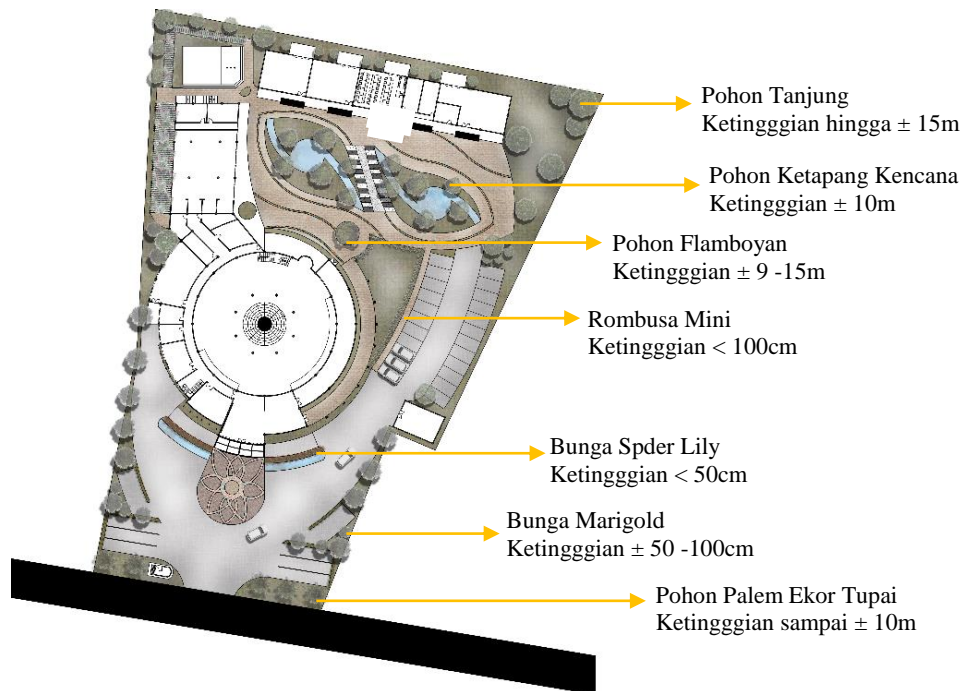 Pohon Tanjung
Ketingggian hingga ± 15m
Pohon Ketapang Kencana
Ketingggian ± 10m
Pohon Flamboyan
Ketingggian ± 9 -15m
Rombusa Mini
Ketingggian < 100cm
Bunga Spder Lily
Ketingggian < 50cm
Bunga Marigold
Ketingggian ± 50 -100cm
Pohon Palem Ekor Tupai
Ketingggian sampai ± 10m